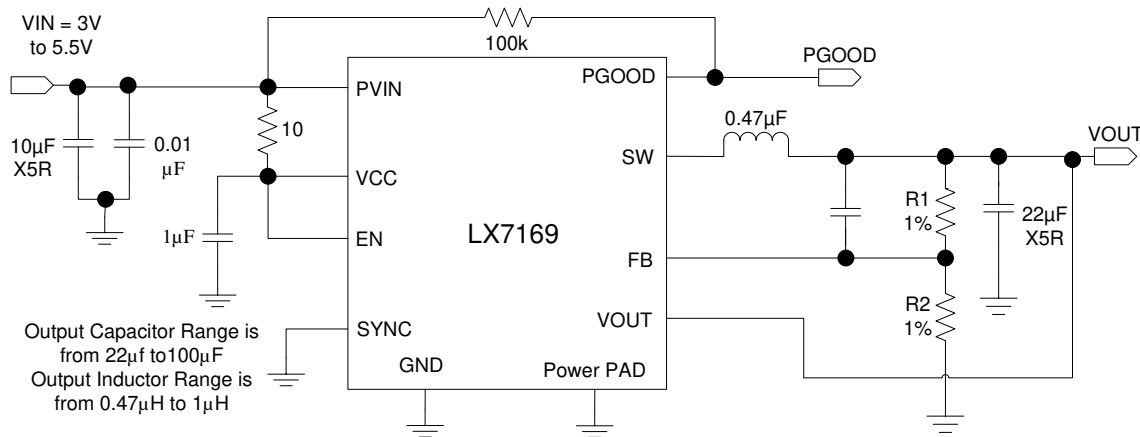 VIN = 3V
to 5.5V
100k
PGOOD
PVIN
PGOOD
10
0.47µF
VOUT
10µF
X5R
0.01
µF
SW
VCC
R1
1%
22µF
X5R
1µF
EN
LX7169
FB
R2
1%
VOUT
SYNC
Output Capacitor Range is
from 22µf to100µF
Output Inductor Range is
from 0.47µH to 1µH
GND
Power PAD